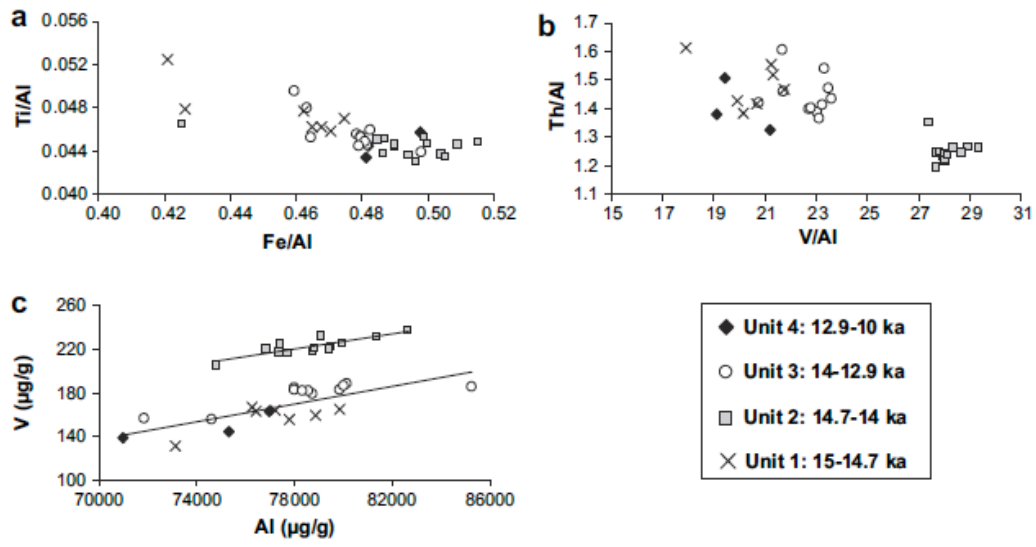 a
0.056
0.052
0.048
0.044
0.040
Ti/Al
0.40 0.42 0.44 0.46 0.48 0.50 0.52
Fe/Al
b
1.7
1.6
1.5
1.4
1.3
1.2
1.1
Th/Al
15 17 19 21 23 25 27 29 31
V/Al
c
260
220
180
140
100
V (µg/g)
70000 74000 78000 82000 86000
Al (µg/g)
Unit 4: 12.9-10 ka
Unit 3: 14-12.9 ka
Unit 2: 14.7-14 ka
Unit 1: 15-14.7 ka